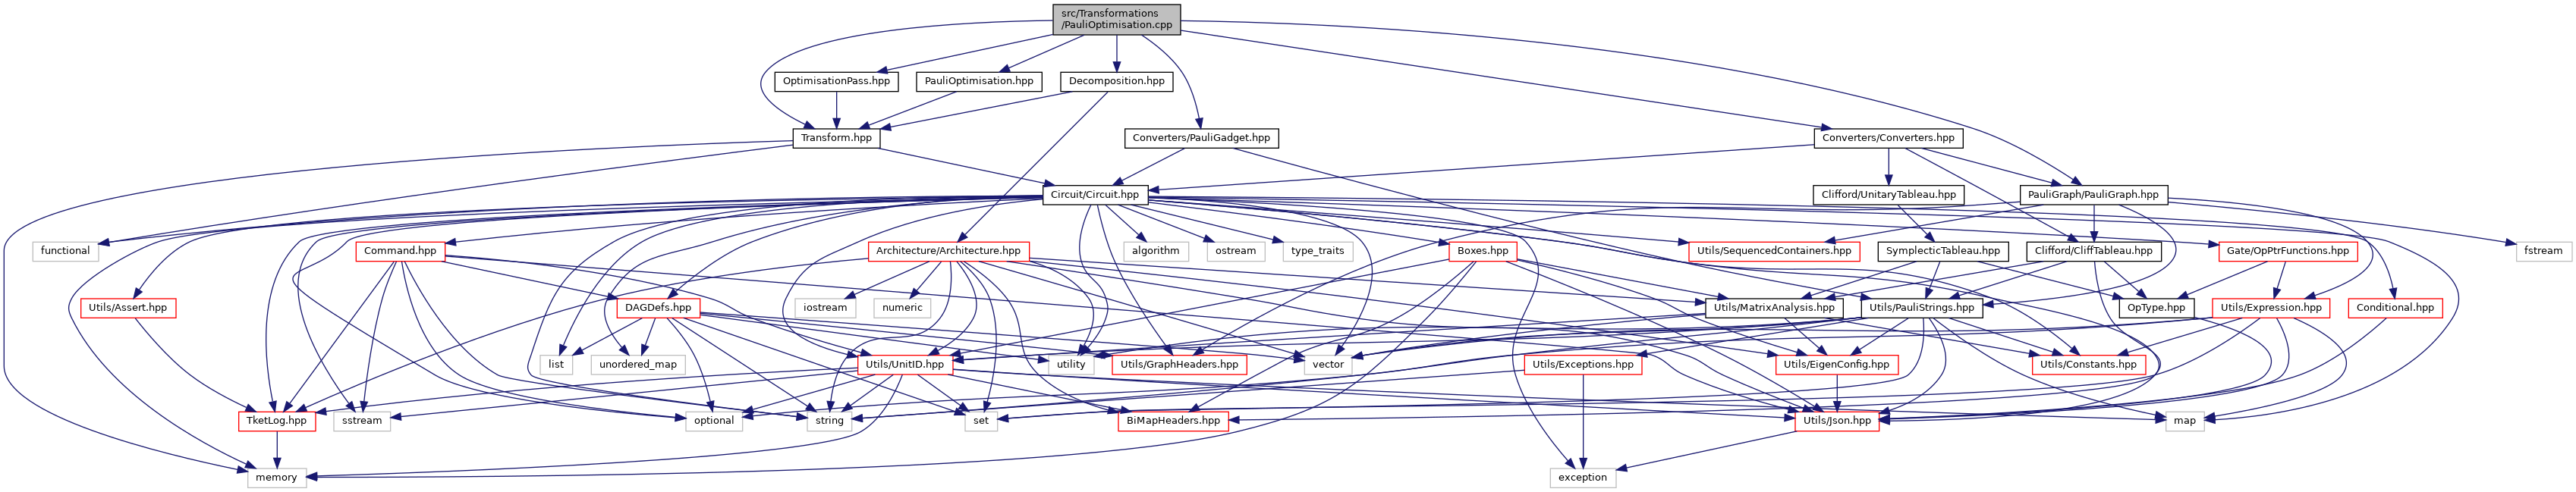 src/Transformations
/PauliOptimisation.cpp
OptimisationPass.hpp
PauliOptimisation.hpp
Decomposition.hpp
Transform.hpp
Converters/PauliGadget.hpp
Converters/Converters.hpp
Circuit/Circuit.hpp
Clifford/UnitaryTableau.hpp
PauliGraph/PauliGraph.hpp
functional
Command.hpp
Architecture/Architecture.hpp
algorithm
ostream
type_traits
Boxes.hpp
Utils/SequencedContainers.hpp
SymplecticTableau.hpp
Clifford/CliffTableau.hpp
Gate/OpPtrFunctions.hpp
fstream
Utils/Assert.hpp
DAGDefs.hpp
iostream
numeric
Utils/MatrixAnalysis.hpp
Utils/PauliStrings.hpp
OpType.hpp
Utils/Expression.hpp
Conditional.hpp
list
unordered_map
Utils/UnitID.hpp
utility
Utils/GraphHeaders.hpp
vector
Utils/Exceptions.hpp
Utils/EigenConfig.hpp
Utils/Constants.hpp
TketLog.hpp
sstream
optional
string
set
BiMapHeaders.hpp
Utils/Json.hpp
map
memory
exception